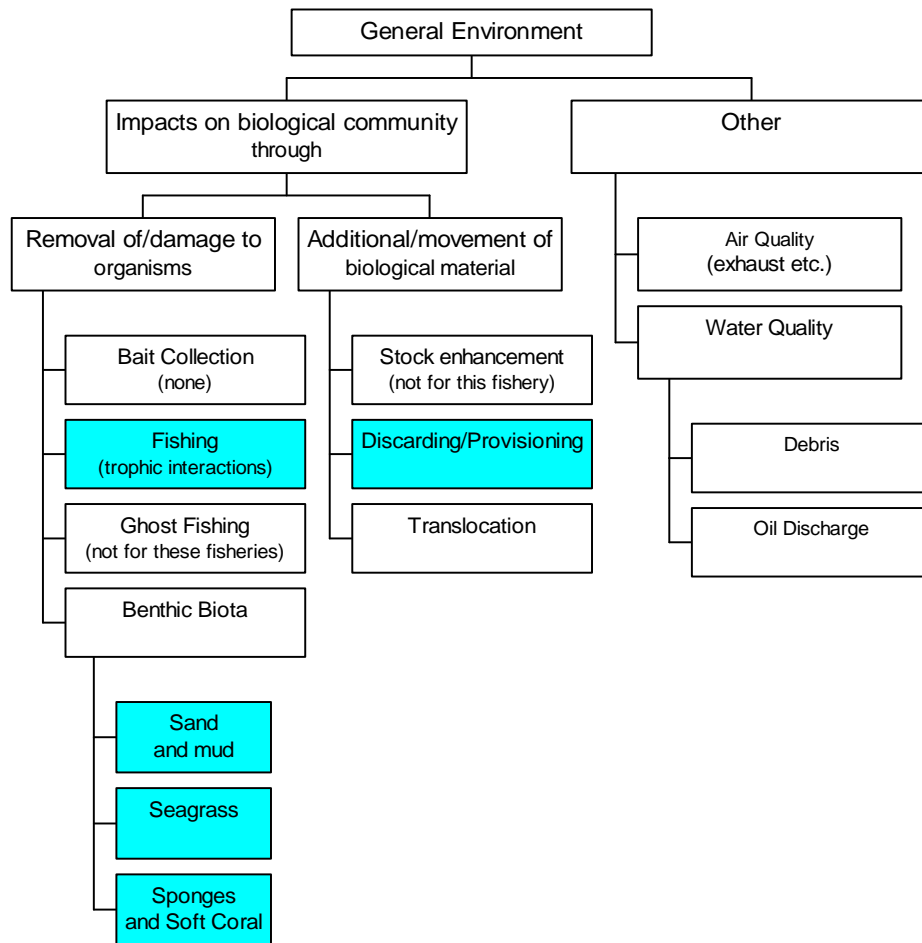 General Environment
Impacts on biological community
through
Other
Removal of/damage to
organisms
Additional/movement of
biological material
Air Quality
(exhaust etc.)
Water Quality
Bait Collection
(none)
Stock enhancement
(not for this fishery)
Fishing
(trophic interactions)
Discarding/Provisioning
Debris
Ghost Fishing
(not for these fisheries)
Translocation
Oil Discharge
Benthic Biota
Sand
and mud
Seagrass
Sponges
and Soft Coral